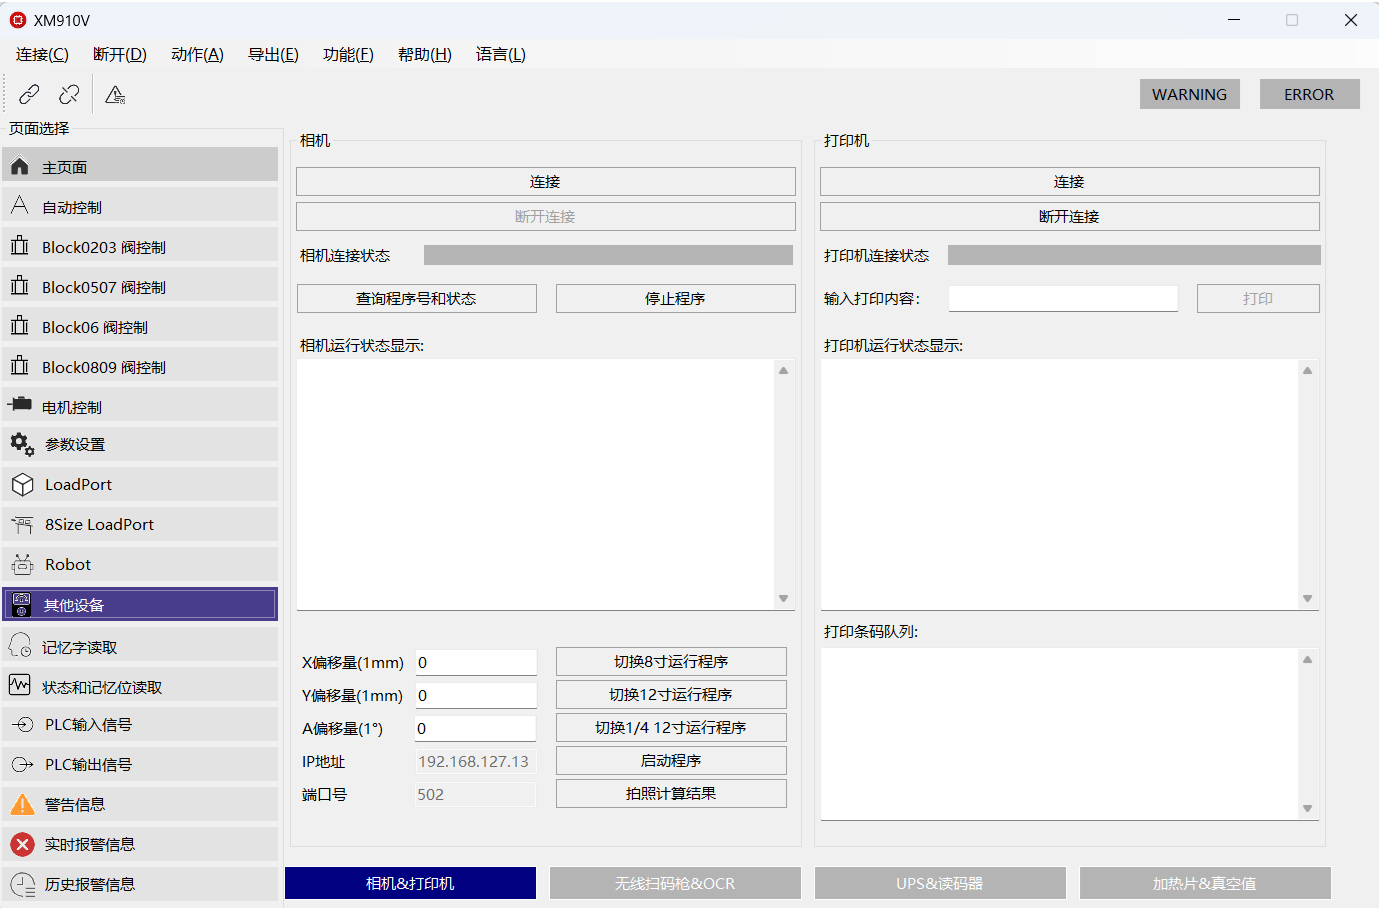 XM910V
连接(C) 断开(D) 动作(A) 导出(E) 功能(F) 帮助(H) 语言(L)
WARNING ERROR
页面选择
主页面
自动控制
Block0203 阀控制
Block0507 阀控制
Block06 阀控制
Block0809 阀控制
电机控制
参数设置
LoadPort
8Size LoadPort
Robot
其他设备
记忆字读取
状态和记忆位读取
PLC输入信号
PLC输出信号
警告信息
实时报警信息
历史报警信息
相机
连接
断开连接
相机连接状态
查询程序号和状态 停止程序
相机运行状态显示:
X偏移量(1mm) 0 切换8寸运行程序
Y偏移量(1mm) 0 切换12寸运行程序
A偏移量(1°) 0 切换1/4 12寸运行程序
IP地址 192.168.127.13 启动程序
端口号 502 拍照计算结果
打印机
连接
断开连接
打印机连接状态
输入打印内容: 打印
打印机运行状态显示:
打印条码队列:
相机&打印机 无线扫码枪&OCR UPS&读码器 加热片&真空值